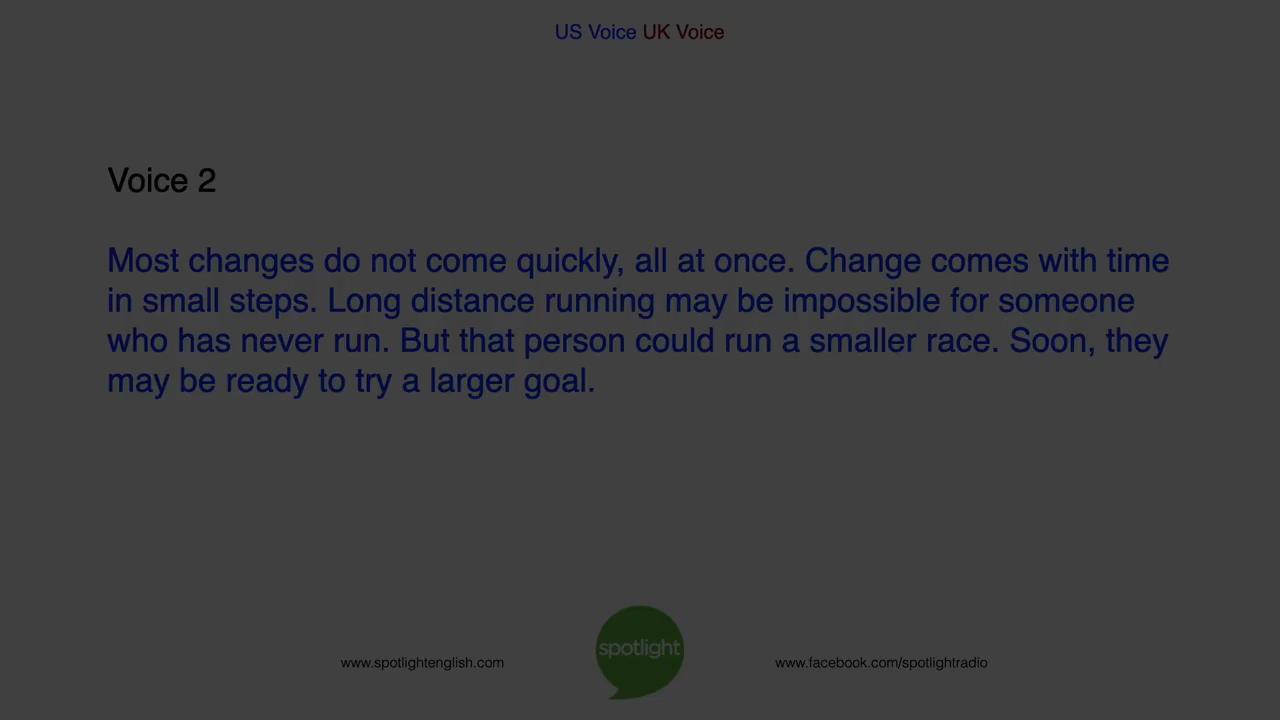 US Voice UK Voice
Voice 2
Most changes do not come quickly, all at once. Change comes with time
in small steps. Long distance running may be impossible for someone
who has never run. But that person could run a smaller race. Soon, they
may be ready to try a larger goal.
spotlight
www.spotlightenglish.com
www.facebook.com/spotlightradio